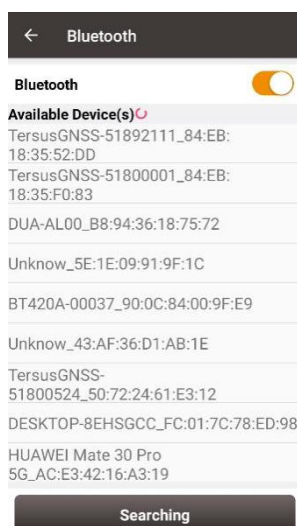 Bluetooth
Bluetooth
Available Device(s)
TersusGNSS-51892111_84:EB:
18:35:52:DD
TersusGNSS-51800001_84:EB:
18:35:F0:83
DUA-AL00_B8:94:36:18:75:72
Unknow_5E:1E:09:91:9F:1C
BT420A-00037_90:0C:84:00:9F:E9
Unknow_43:AF:36:D1:AB:1E
TersusGNSS-
51800524_50:72:24:61:E3:12
DESKTOP-8EHSGCC_FC:01:7C:78:ED:98
HUAWEI Mate 30 Pro
5G_AC:E3:42:16:A3:19
Searching